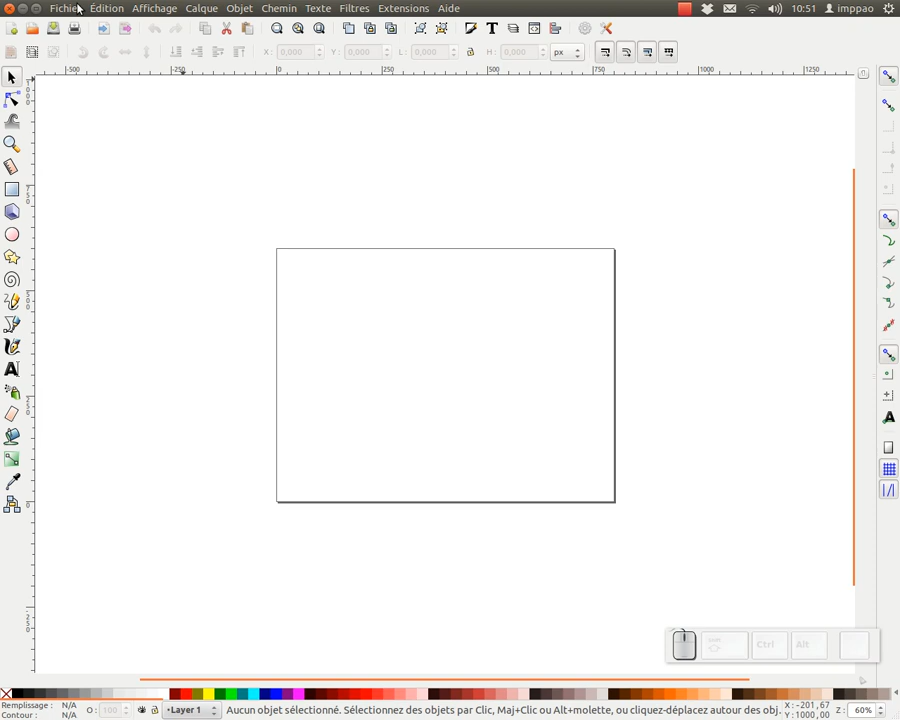 Fichier Édition Affichage Calque Objet Chemin Texte Filtres Extensions Aide 10:51 imppao
X : 0,000 Y : 0,000 L : 0,000 H : 0,000 px
-500 -250 0 250 500 750 1000 1250
Ctrl Alt
Remplissage : N/A O : 100 •Layer 1 Aucun objet sélectionné. Sélectionnez des objets par Clic, Maj+Clic ou Alt+molette, ou cliquez-déplacez autour des obj. X : -201,67 Z : 60%
Contour : N/A Y : 1000,00